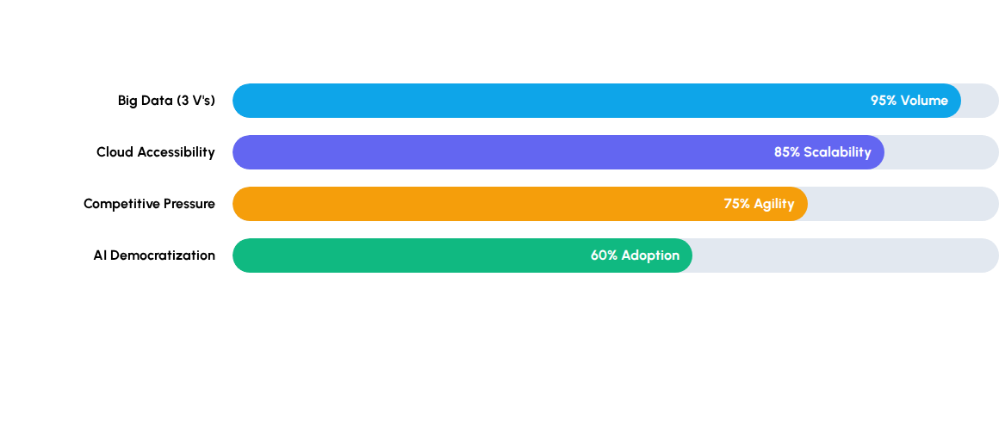 Big Data (3 V's) 95% Volume
Cloud Accessibility 85% Scalability
Competitive Pressure 75% Agility
AI Democratization 60% Adoption